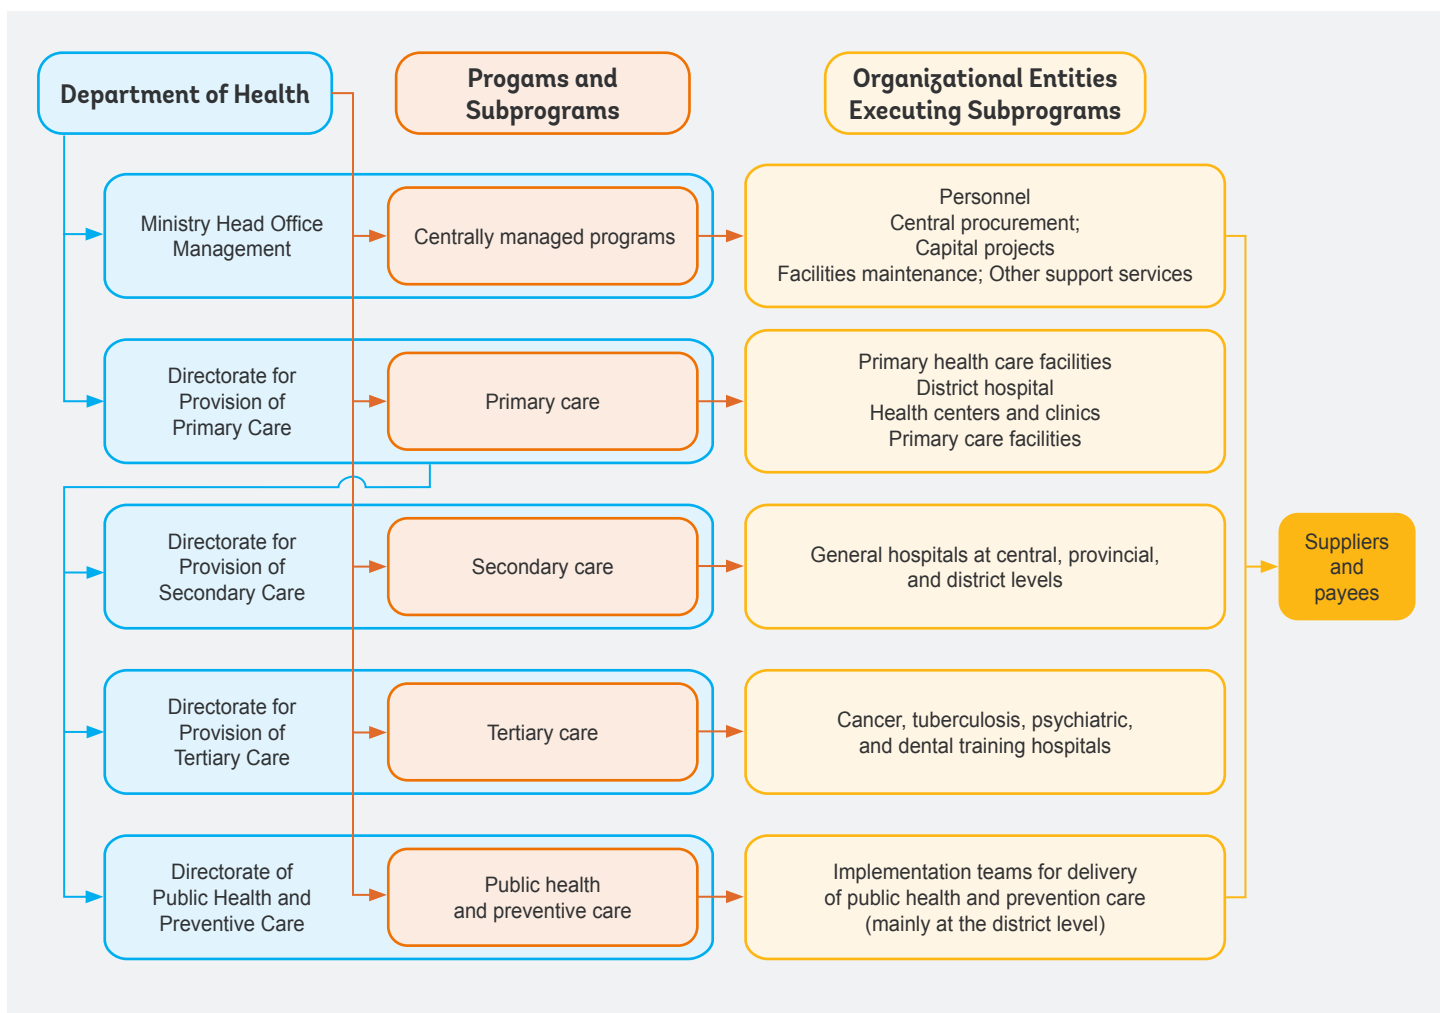 Department of Health
Progams and
Subprograms
Organizational Entities
Executing Subprograms
Ministry Head Office
Management
Centrally managed programs
Personnel
Central procurement;
Capital projects
Facilities maintenance; Other support services
Directorate for
Provision of
Primary Care
Primary care
Primary health care facilities
District hospital
Health centers and clinics
Primary care facilities
Directorate for
Provision of
Secondary Care
Secondary care
General hospitals at central, provincial,
and district levels
Suppliers
and
payees
Directorate for
Provision of
Tertiary Care
Tertiary care
Cancer, tuberculosis, psychiatric,
and dental training hospitals
Directorate of
Public Health and
Preventive Care
Public health
and preventive care
Implementation teams for delivery
of public health and prevention care
(mainly at the district level)